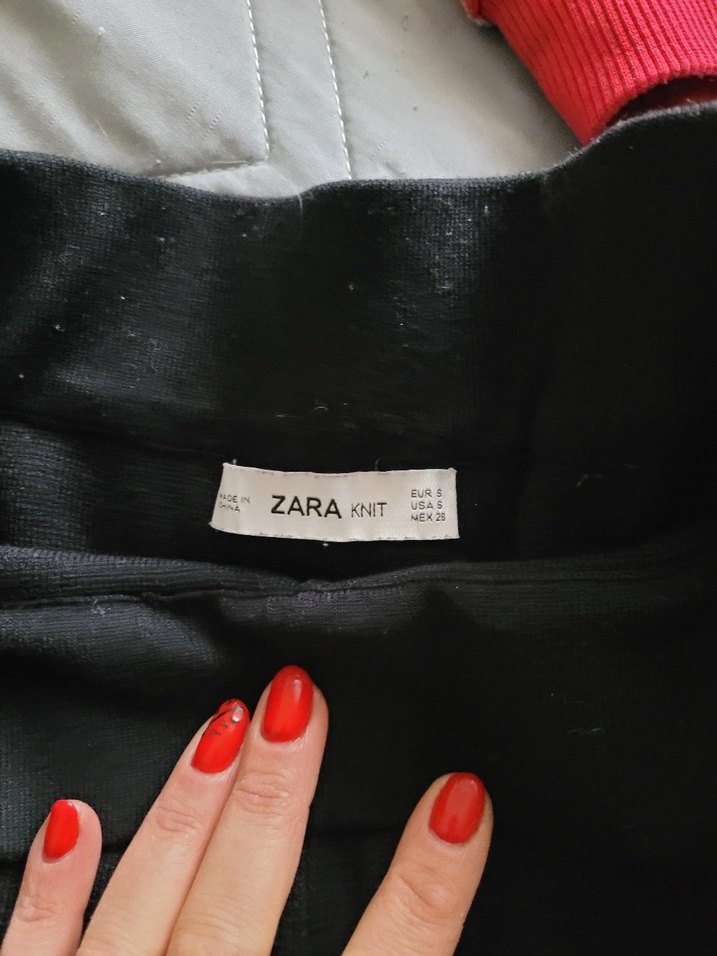 MADE IN
CHINA
ZARA KNIT
EUR S
USA S
MEX 26